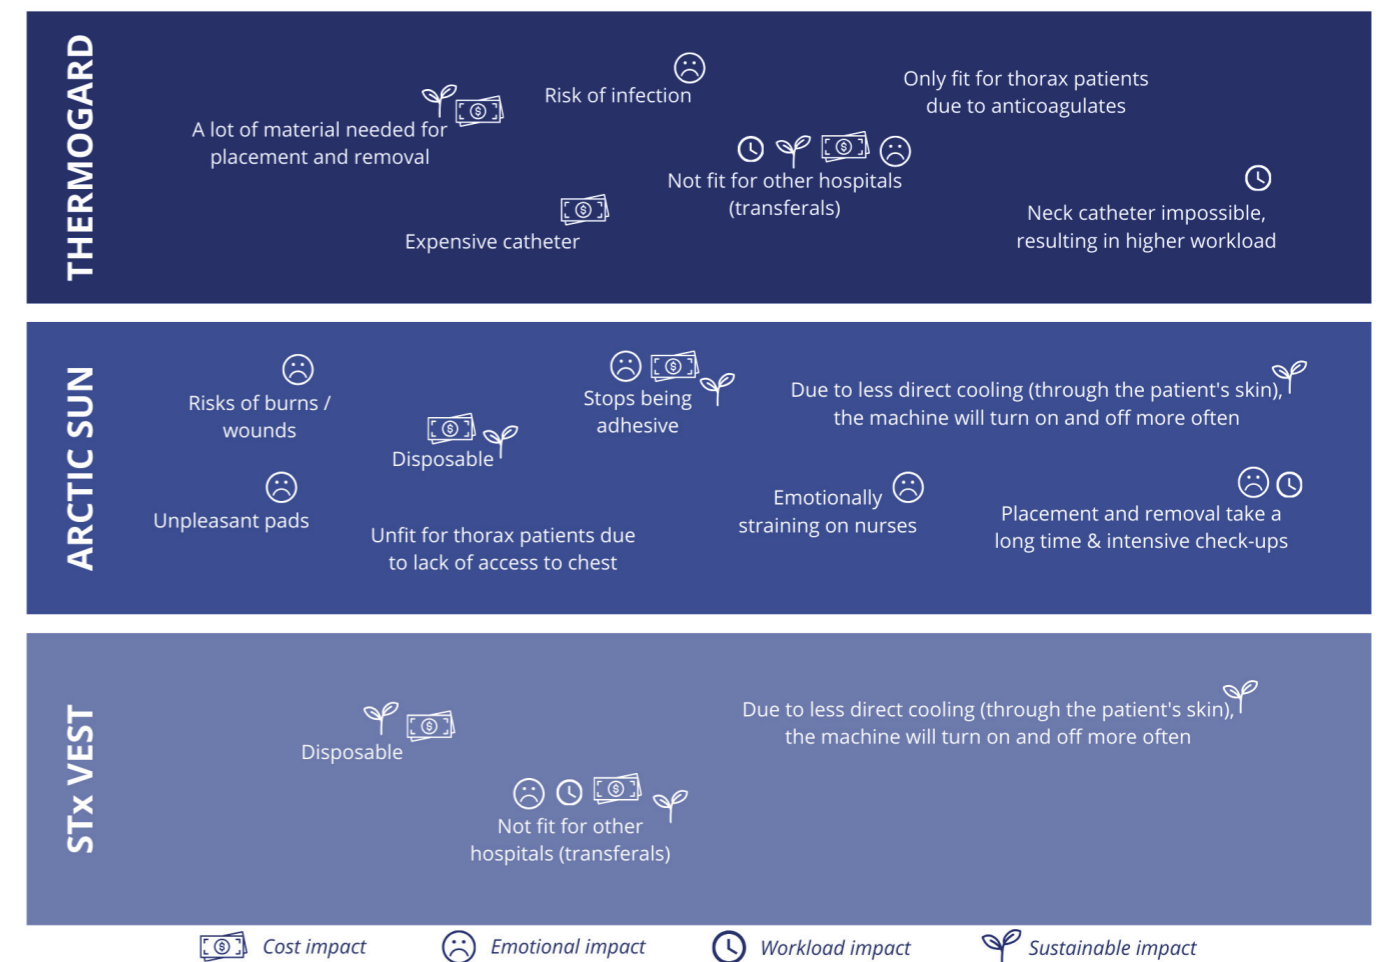 THERMOGARD
Risk of infection
Only fit for thorax patients
due to anticoagulates
A lot of material needed for
placement and removal
Not fit for other hospitals
(transferals)
Neck catheter impossible,
resulting in higher workload
Expensive catheter
ARCTIC SUN
Risks of burns /
wounds
Stops being
adhesive
Due to less direct cooling (through the patient's skin),
the machine will turn on and off more often
Disposable
Unpleasant pads
Emotionally
straining on nurses
Placement and removal take a
long time & intensive check-ups
Unfit for thorax patients due
to lack of access to chest
STx VEST
Disposable
Due to less direct cooling (through the patient's skin),
the machine will turn on and off more often
Not fit for other
hospitals (transferals)
Cost impact
Emotional impact
Workload impact
Sustainable impact